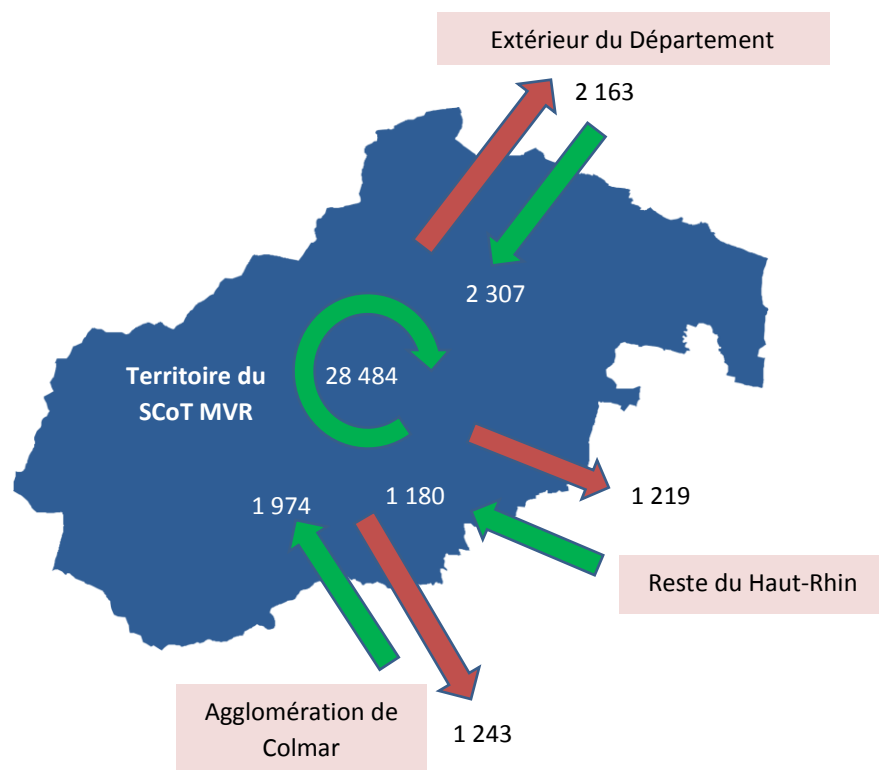 Extérieur du Département
2 163
2 307
28 484
Territoire du
SCoT MVR
1 974
1 180
1 219
Reste du Haut-Rhin
Agglomération de
Colmar
1 243